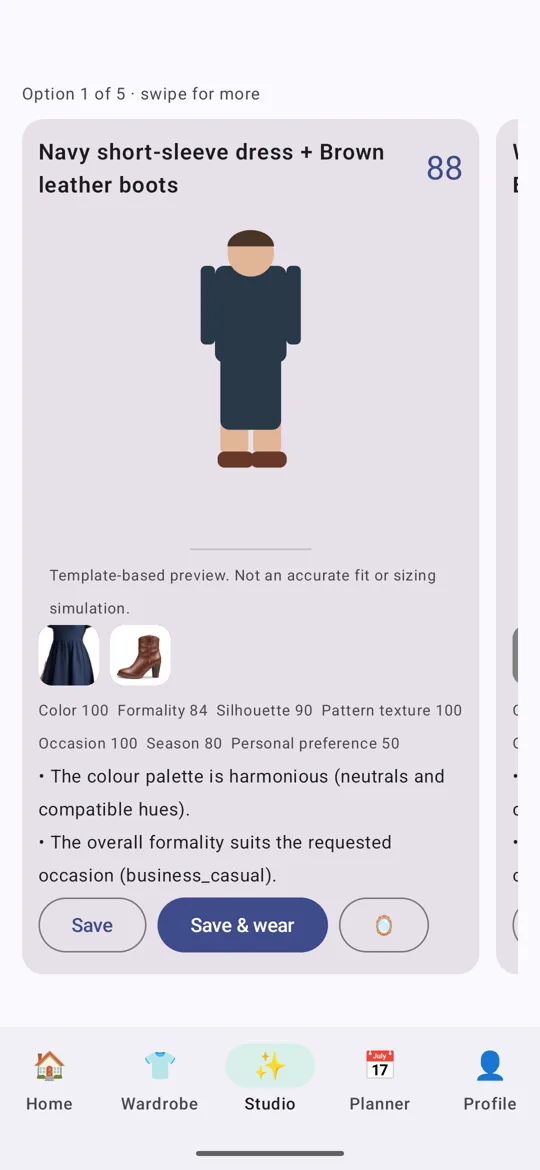 Option 1 of 5 · swipe for more
Navy short-sleeve dress + Brown
leather boots
88
Template-based preview. Not an accurate fit or sizing
simulation.
Color 100 Formality 84 Silhouette 90 Pattern texture 100
Occasion 100 Season 80 Personal preference 50
• The colour palette is harmonious (neutrals and
compatible hues).
• The overall formality suits the requested
occasion (business_casual).
Save
Save & wear
July
17
Home
Wardrobe
Studio
Planner
Profile